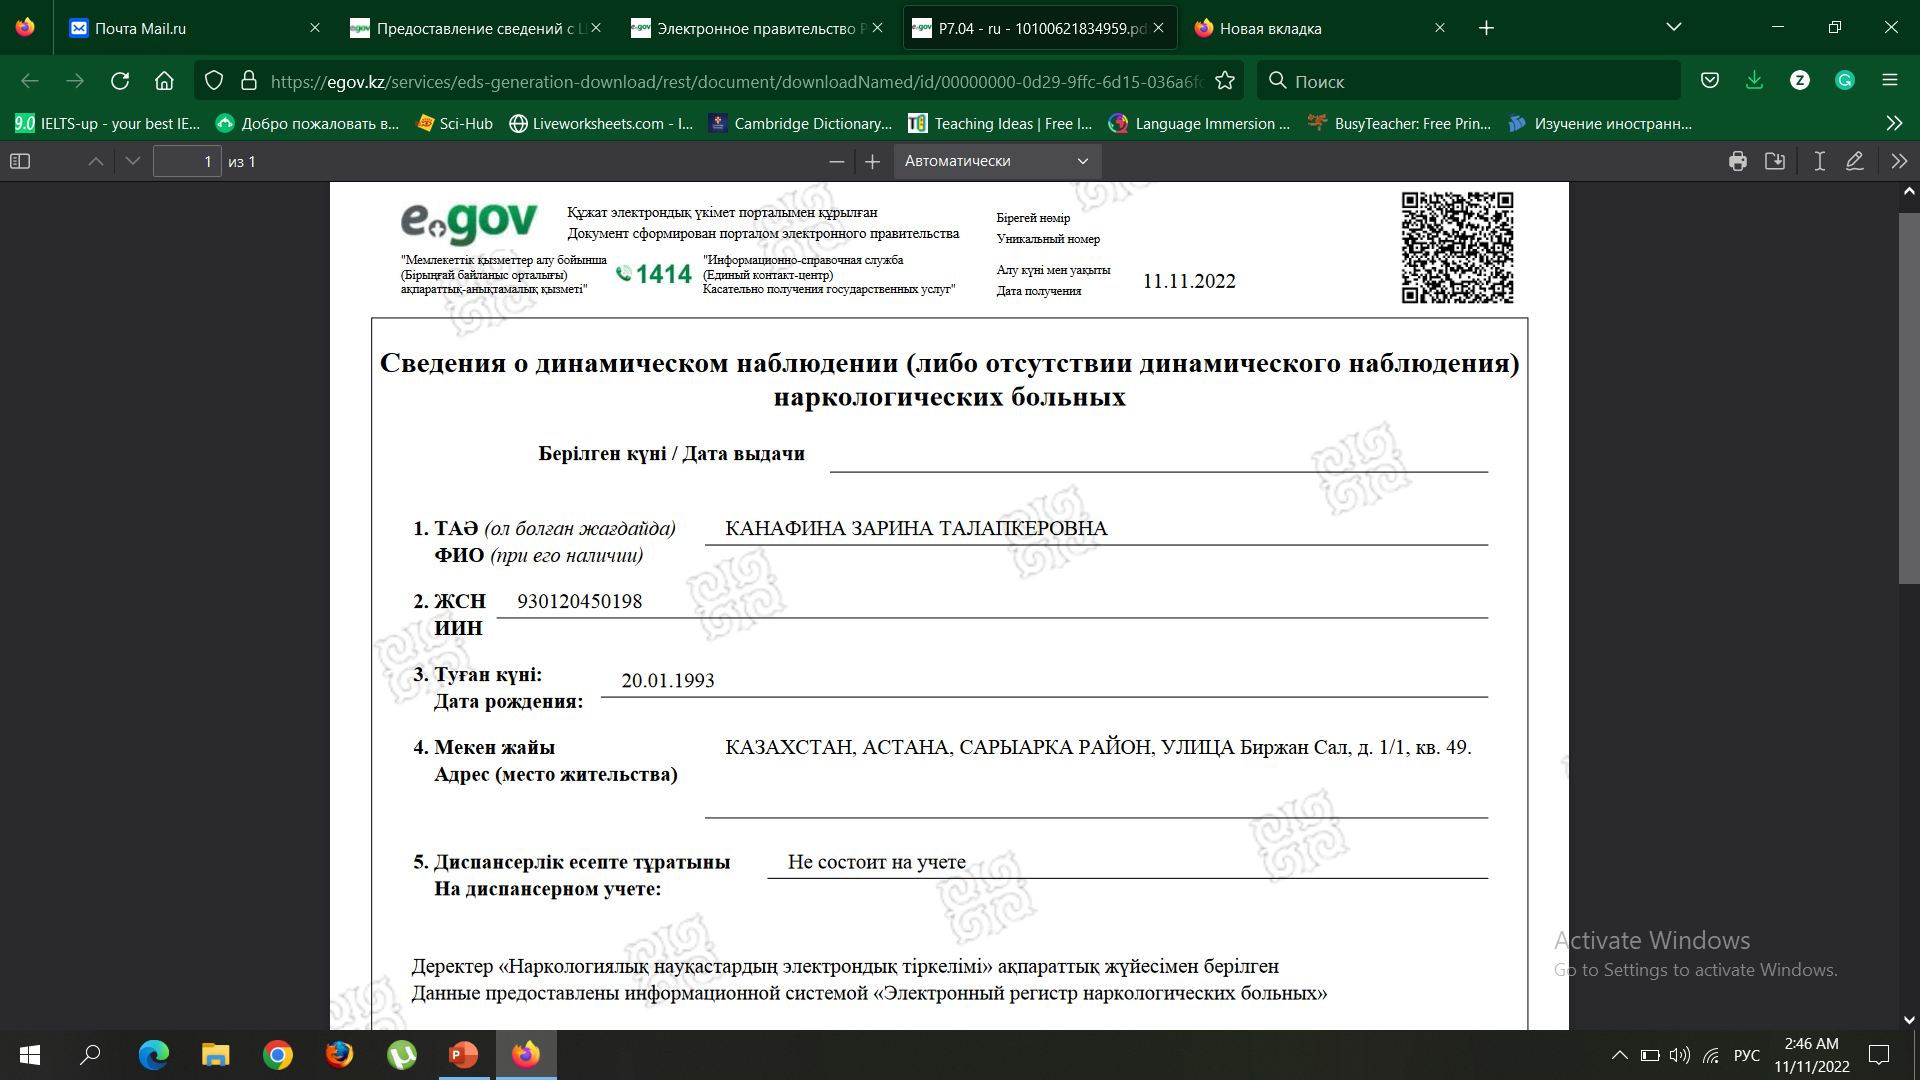 Почта Mail.ru
Предоставление сведений с Ц
Электронное правительство Р
P7.04 - ru - 10100621834959.pd
Новая вкладка
https://egov.kz/services/eds-generation-download/rest/document/downloadNamed/id/00000000-0d29-9ffc-6d15-036a6f
Поиск
9.0 IELTS-up - your best IE...
Добро пожаловать в...
Sci-Hub
Liveworksheets.com - I...
Cambridge Dictionary...
Teaching Ideas | Free I...
Language Immersion ...
BusyTeacher: Free Prin...
Изучение иностранн...
1 из 1
Автоматически
e.gov
Құжат электрондық үкімет порталымен құрылған
Документ сформирован порталом электронного правительства
"Мемлекеттік қызметтер алу бойынша
(Бірыңғай байланыс орталығы)
ақпараттық-анықтамалық қызметі"
1414
"Информационно-справочная служба
(Единый контакт-центр)
Касательно получения государственных услуг"
Бірегей нөмір
Уникальный номер
Алу күні мен уақыты
Дата получения
11.11.2022
Сведения о динамическом наблюдении (либо отсутствии динамического наблюдения)
наркологических больных
Берілген күні / Дата выдачи
1. ТАӘ (ол болған жағдайда) КАНАФИНА ЗАРИНА ТАЛАПКЕРОВНА
ФИО (при его наличии)
2. ЖСН 930120450198
ИИН
3. Туған күні: 20.01.1993
Дата рождения:
4. Мекен жайы КАЗАХСТАН, АСТАНА, САРЫАРКА РАЙОН, УЛИЦА Биржан Сал, д. 1/1, кв. 49.
Адрес (место жительства)
5. Диспансерлік есепте тұратыны Не состоит на учете
На диспансерном учете:
Деректер «Наркологиялық науқастардың электрондық тіркелімі» ақпараттық жүйесімен берілген
Данные предоставлены информационной системой «Электронный регистр наркологических больных»
Activate Windows
Go to Settings to activate Windows.
РУС
2:46 AM
11/11/2022